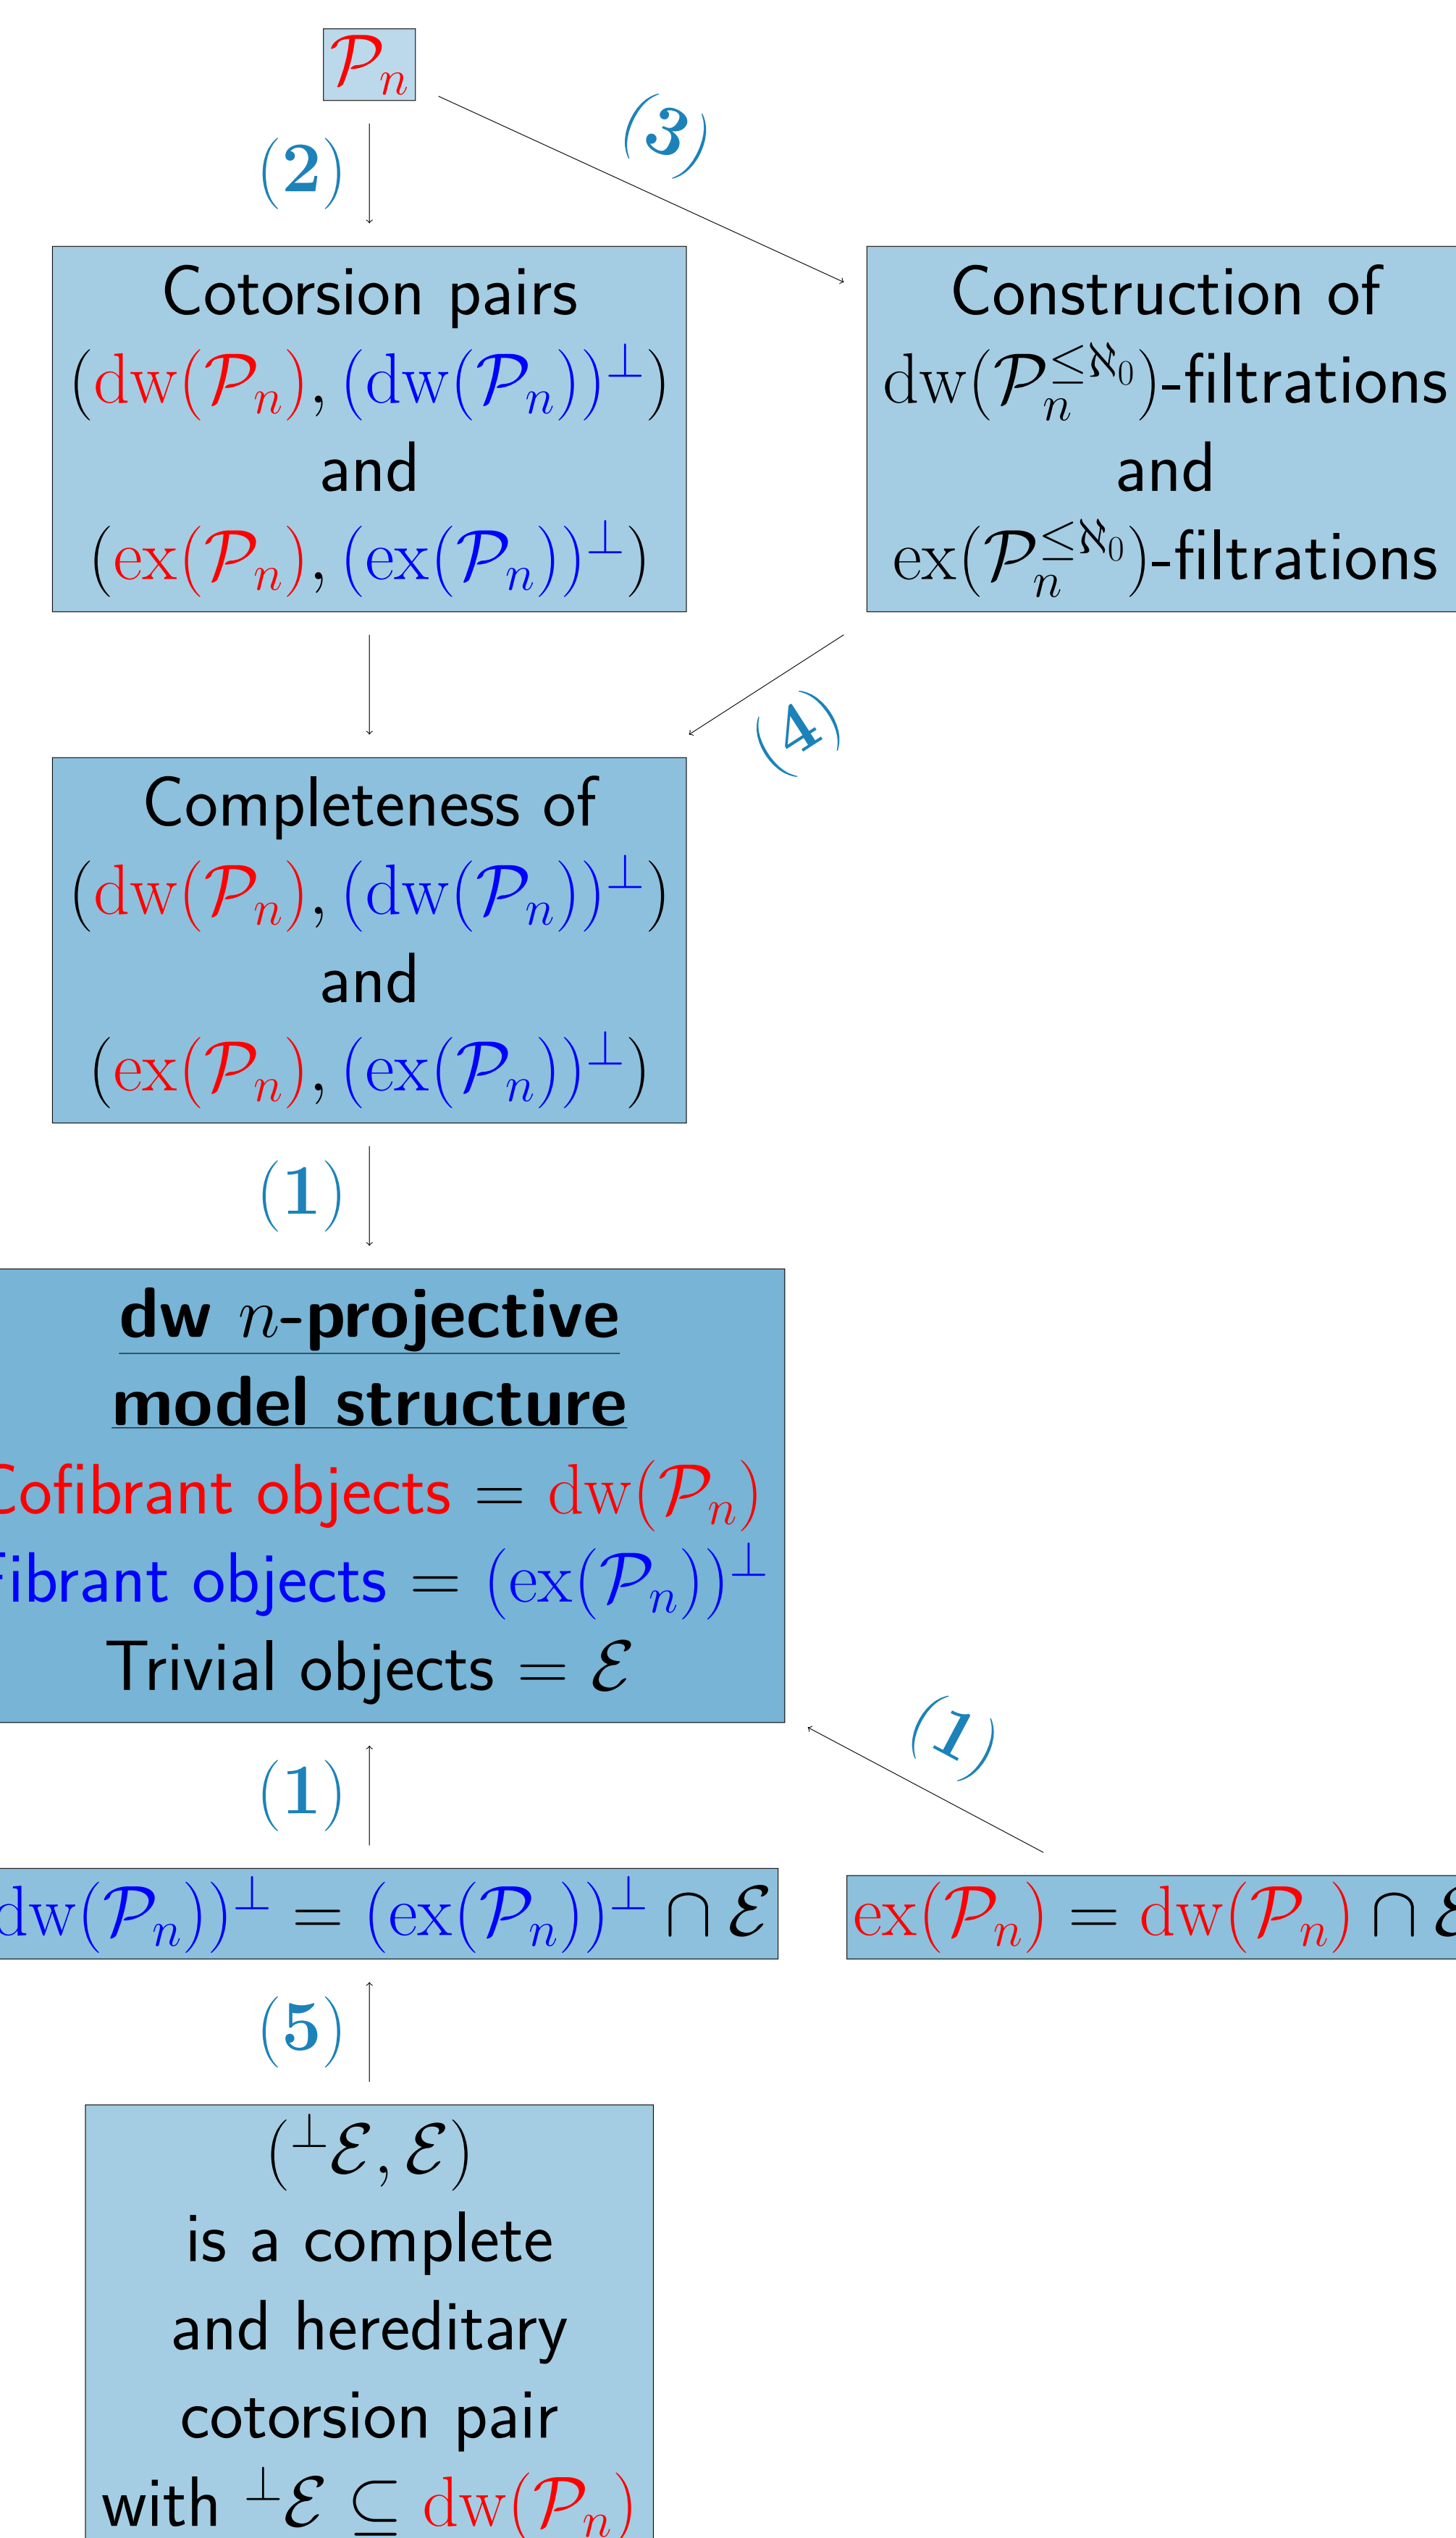 𝒫ₙ
(2)
(3)
Cotorsion pairs
(dw(𝒫ₙ), (dw(𝒫ₙ))^⊥)
and
(ex(𝒫ₙ), (ex(𝒫ₙ))^⊥)
Construction of
dw(𝒫ₙ^{≤ℵ₀})-filtrations
and
ex(𝒫ₙ^{≤ℵ₀})-filtrations
(4)
Completeness of
(dw(𝒫ₙ), (dw(𝒫ₙ))^⊥)
and
(ex(𝒫ₙ), (ex(𝒫ₙ))^⊥)
(1)
dw n-projective
model structure
Cofibrant objects = dw(𝒫ₙ)
Fibrant objects = (ex(𝒫ₙ))^⊥
Trivial objects = ℰ
(1)
(1)
dw(𝒫ₙ))^⊥ = (ex(𝒫ₙ))^⊥ ∩ ℰ
ex(𝒫ₙ) = dw(𝒫ₙ) ∩ ℰ
(5)
(^⊥ℰ, ℰ)
is a complete
and hereditary
cotorsion pair
with ^⊥ℰ ⊆ dw(𝒫ₙ)